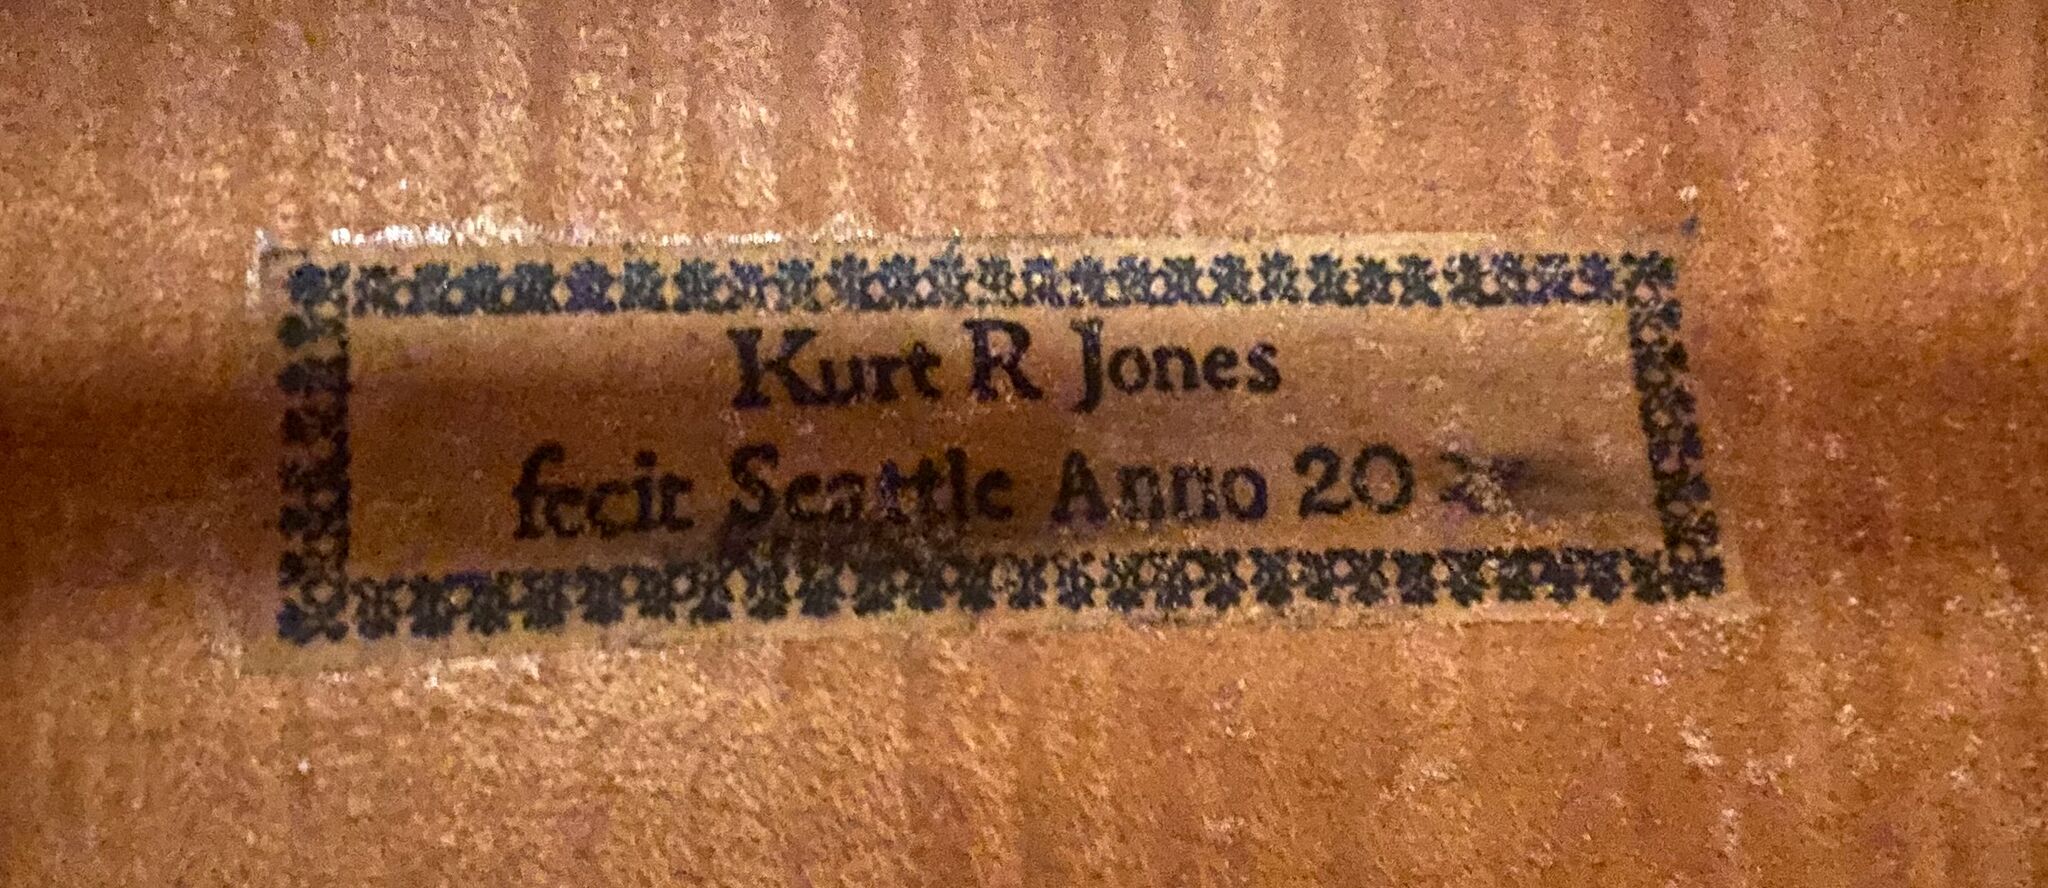 Kurt R Jones
fecit Seattle Anno 20